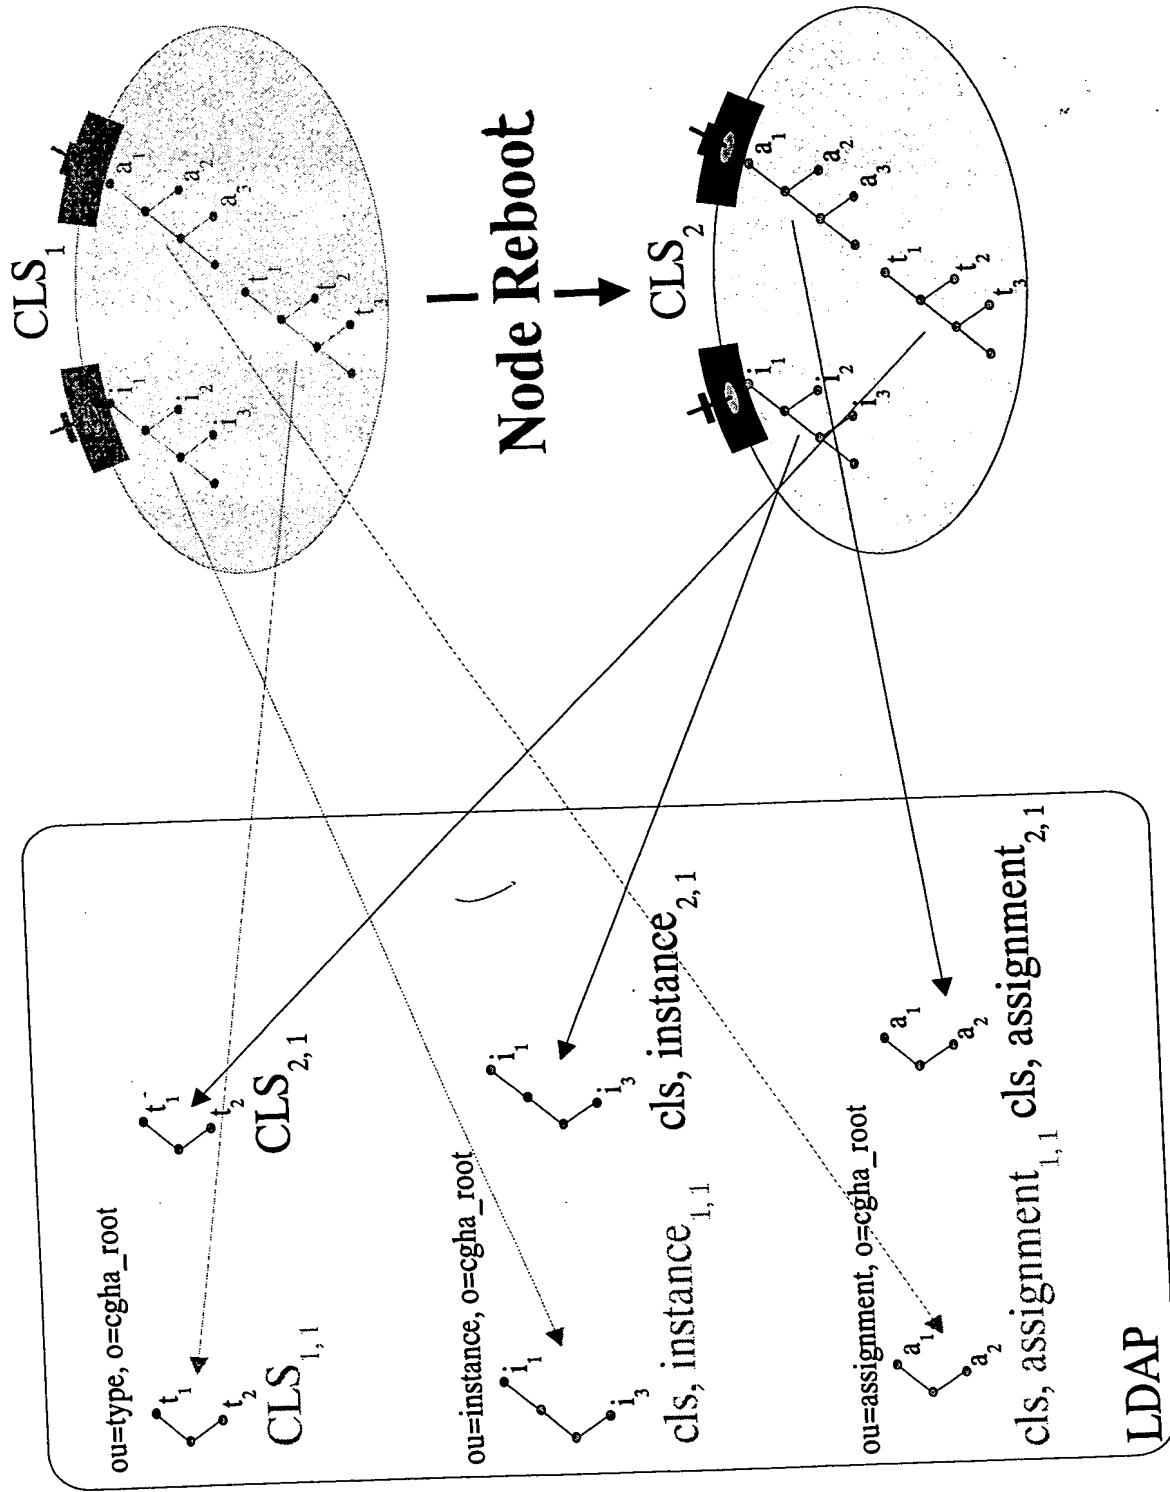 CLS1
a1
a2
a3
i1
i2
i3
t1
t2
t3
Node Reboot
CLS2
a1
a2
a3
i1
i2
i3
t1
t2
t3
ou=type, o=cgha_root
t1
t2
CLS1, 1
t1
t2
CLS2, 1
ou=instance, o=cgha_root
i1
i3
cls, instance1, 1
i1
i3
cls, instance2, 1
ou=assignment, o=cgha_root
a1
a2
cls, assignment1, 1
a1
a2
cls, assignment2, 1
LDAP